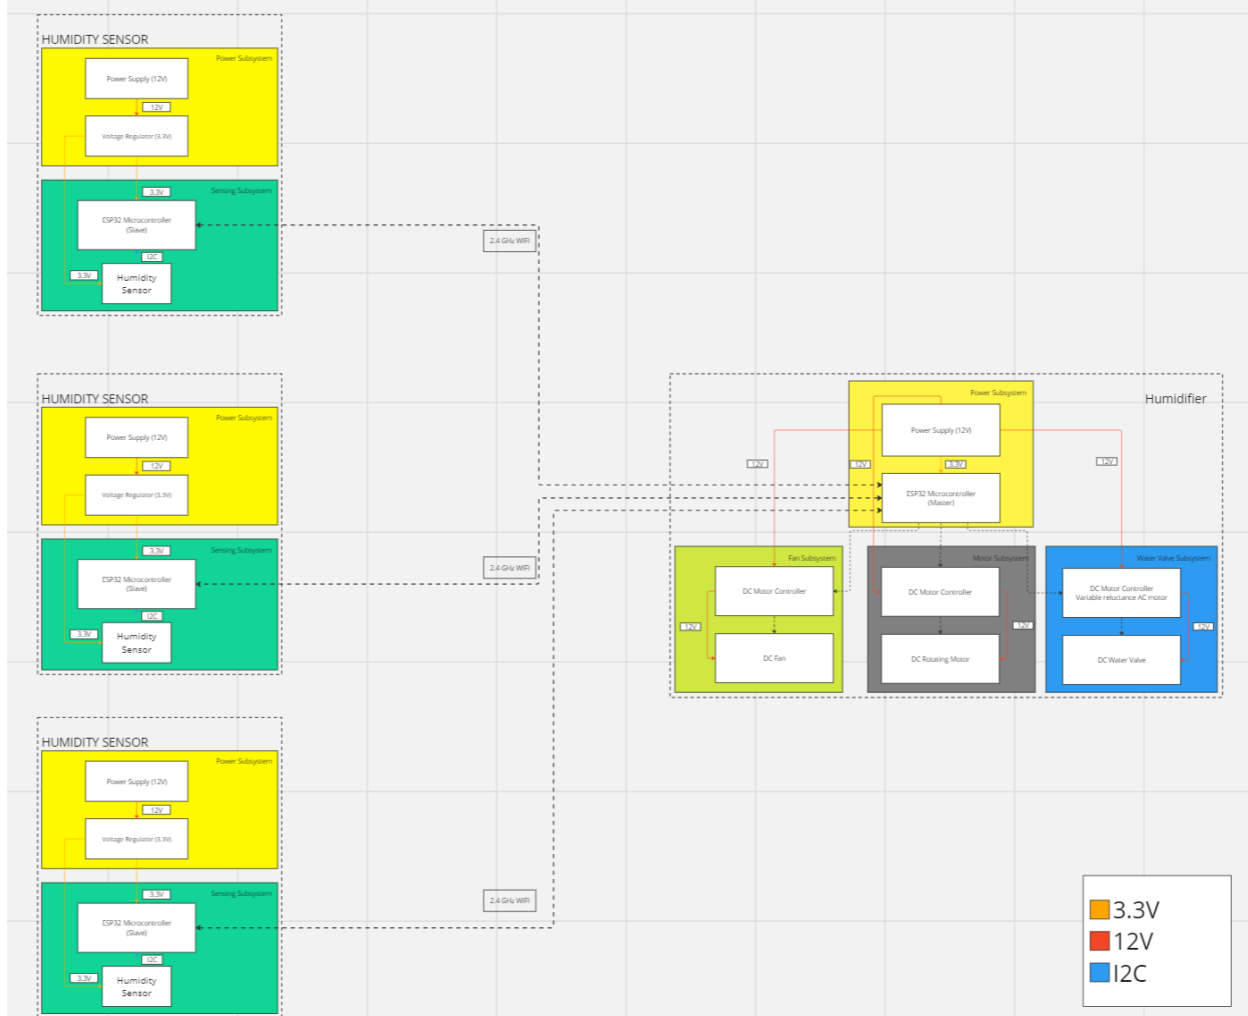 HUMIDITY SENSOR
Power Subsystem
Power Supply (12V)
12V
Voltage Regulator (3.3V)
Sensing Subsystem
3.3V
ESP32 Microcontroller
(Slave)
I2C
3.3V
Humidity
Sensor
2.4 GHz WIFI
HUMIDITY SENSOR
Power Subsystem
Power Supply (12V)
12V
Voltage Regulator (3.3V)
Sensing Subsystem
3.3V
ESP32 Microcontroller
(Slave)
I2C
3.3V
Humidity
Sensor
2.4 GHz WIFI
HUMIDITY SENSOR
Power Subsystem
Power Supply (12V)
12V
Voltage Regulator (3.3V)
Sensing Subsystem
3.3V
ESP32 Microcontroller
(Slave)
I2C
3.3V
Humidity
Sensor
2.4 GHz WIFI
Humidifier
Power Subsystem
Power Supply (12V)
12V
12V
3.3V
12V
ESP32 Microcontroller
(Master)
Fan Subsystem
DC Motor Controller
12V
DC Fan
Motor Subsystem
DC Motor Controller
12V
DC Rotating Motor
Water Valve Subsystem
DC Motor Controller
Variable reluctance AC motor
12V
DC Water Valve
3.3V
12V
I2C